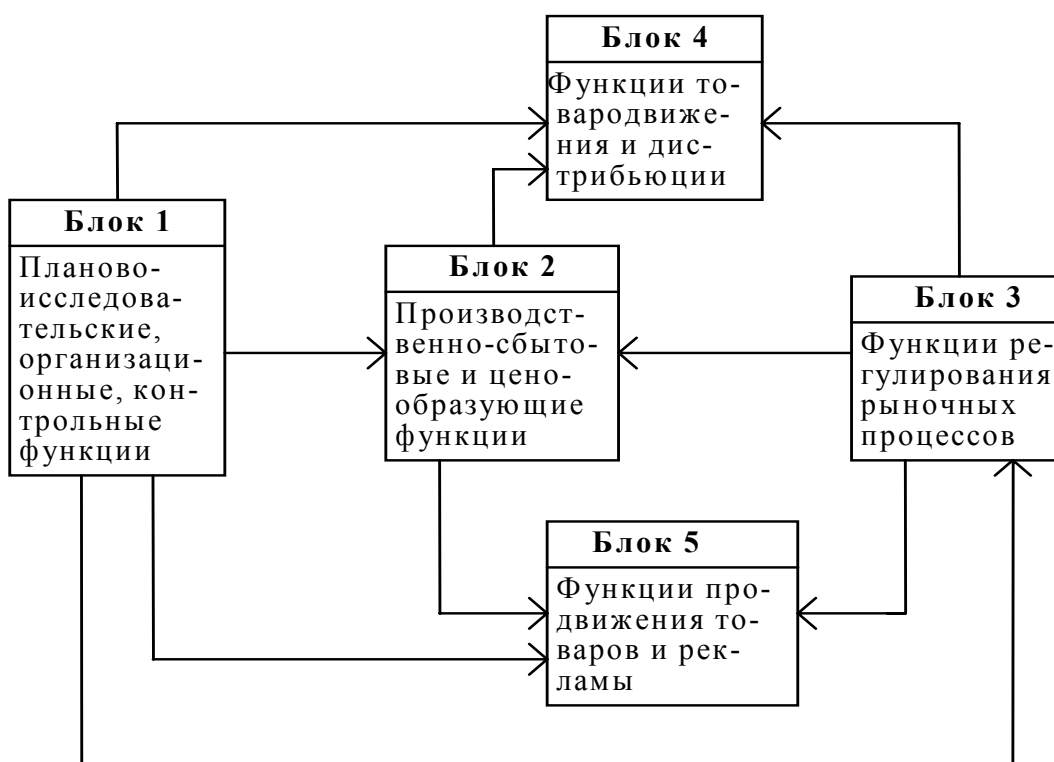 Блок 4
Функции то-
вародвиже-
ния и дис-
трибьюции
Блок 1
Планово-
исследова-
тельские,
организаци-
онные, кон-
трольные
функции
Блок 2
Производст-
венно-сбыто-
вые и цено-
образующие
функции
Блок 3
Функции ре-
гулирования
рыночных
процессов
Блок 5
Функции про-
движения то-
варов и рек-
ламы